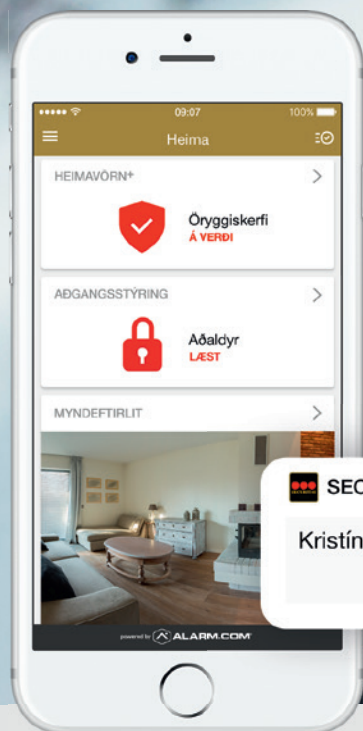 09:07
100%
Heima
HEIMAVÖRN+
Öryggiskerfi
Á VERÐI
AÐGANGSSTÝRING
Aðaldyr
LÆST
MYNDEFTIRLIT
SEC
Kristín
powered by ALARM.COM